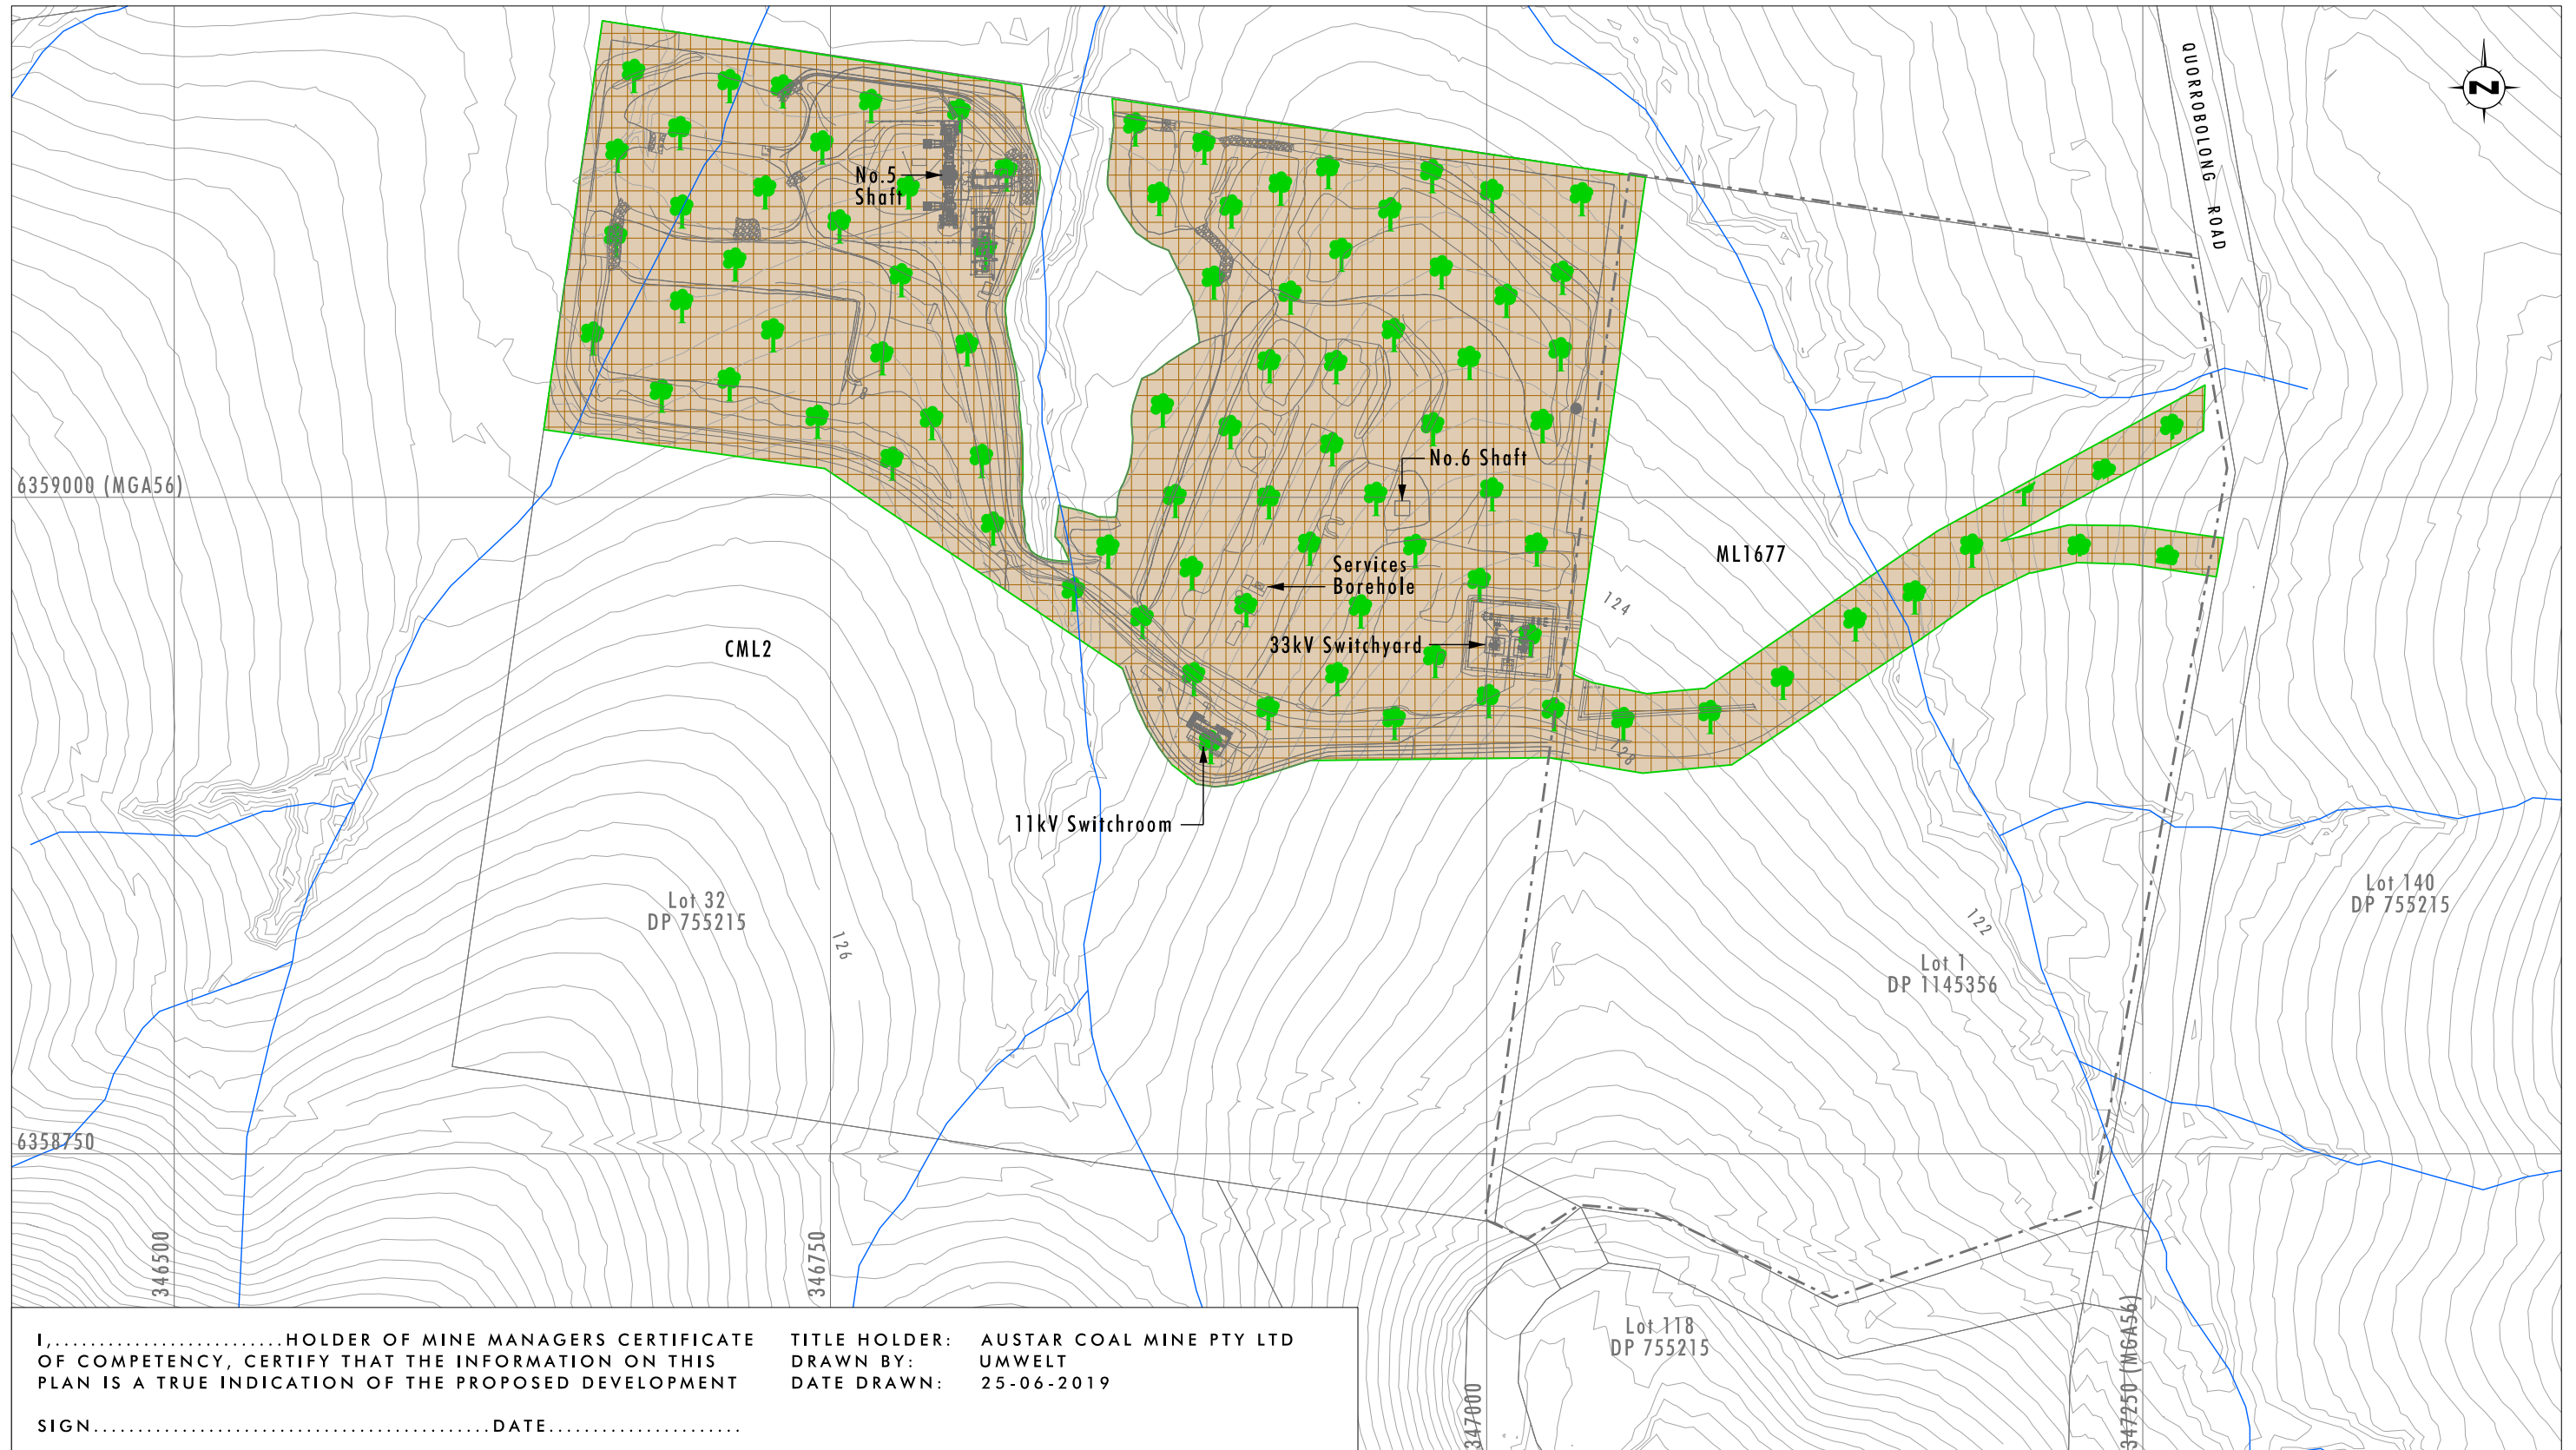 N
QUORROBOLONG ROAD
No.5
Shaft
6359000 (MGA56)
No.6 Shaft
ML1677
Services
Borehole
124
CML2
33kV Switchyard
128
11kV Switchroom
Lot 32
DP 755215
126
122
Lot 140
DP 755215
Lot 1
DP 1145356
6358750
346500
346750
347000
347250 (MGA56)
Lot 118
DP 755215
I,..........................HOLDER OF MINE MANAGERS CERTIFICATE
OF COMPETENCY, CERTIFY THAT THE INFORMATION ON THIS
PLAN IS A TRUE INDICATION OF THE PROPOSED DEVELOPMENT
SIGN.............................................DATE......................
TITLE HOLDER: AUSTAR COAL MINE PTY LTD
DRAWN BY: UMWELT
DATE DRAWN: 25-06-2019